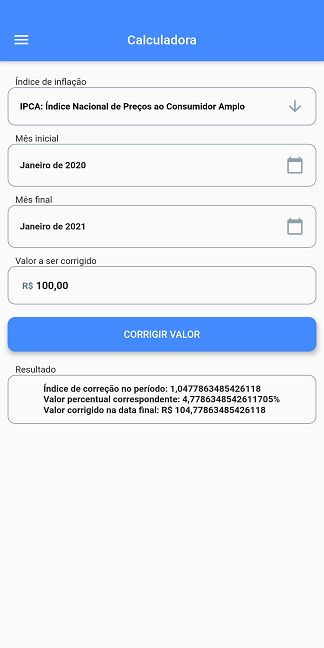 Calculadora
Índice de inflação
IPCA: Índice Nacional de Preços ao Consumidor Amplo
Mês inicial
Janeiro de 2020
Mês final
Janeiro de 2021
Valor a ser corrigido
R$ 100,00
CORRIGIR VALOR
Resultado
Índice de correção no período: 1,0477863485426118
Valor percentual correspondente: 4,7786348542611705%
Valor corrigido na data final: R$ 104,77863485426118